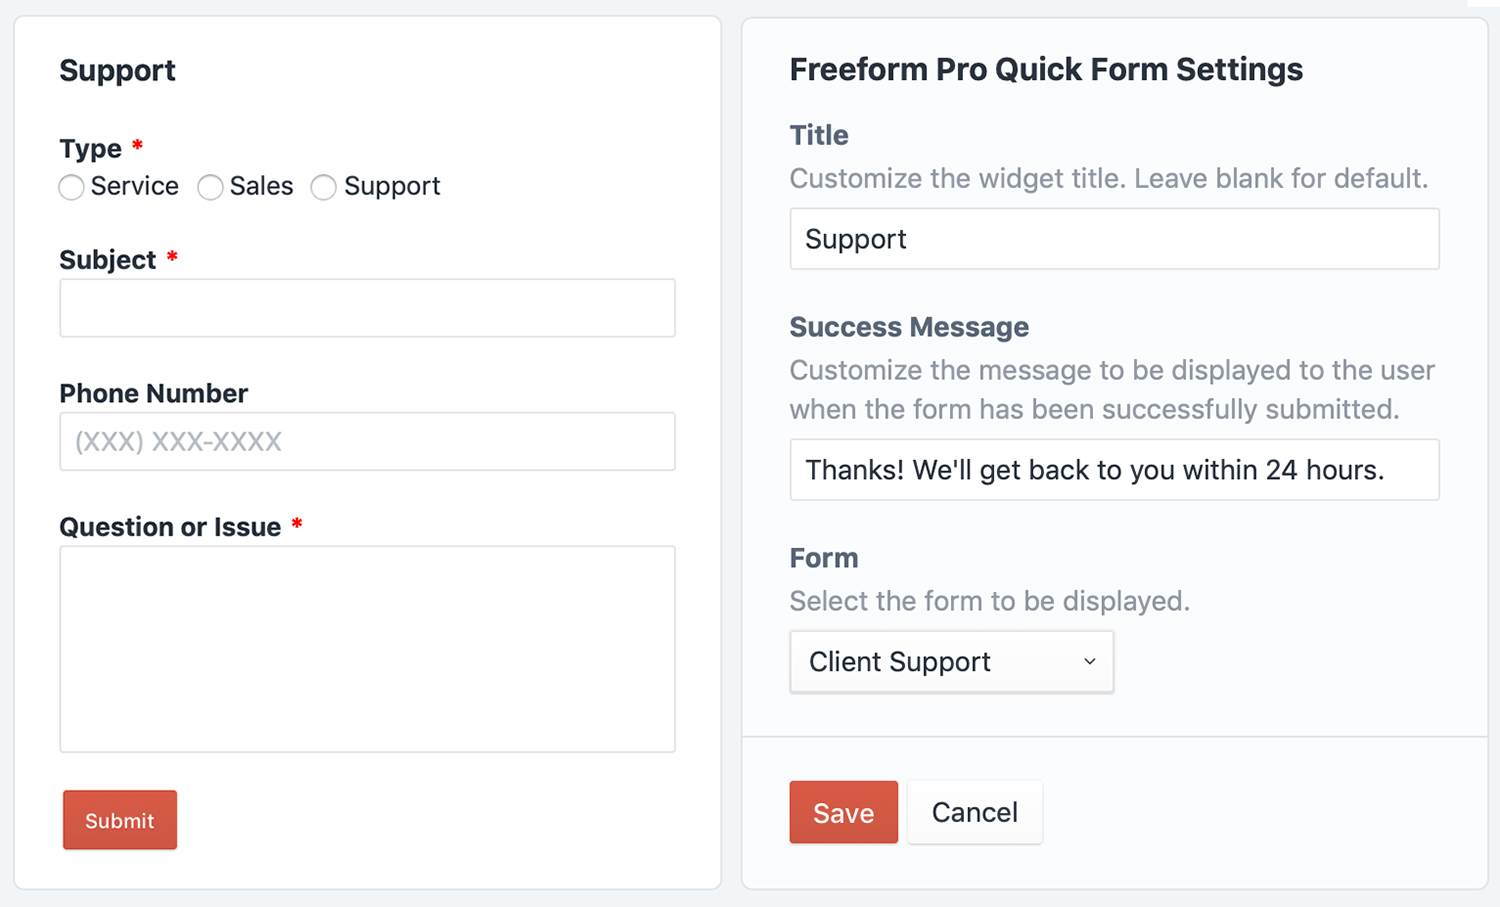 Support
Type *
Service Sales Support
Subject *
Phone Number
(XXX) XXX-XXXX
Question or Issue *
Submit
Freeform Pro Quick Form Settings
Title
Customize the widget title. Leave blank for default.
Support
Success Message
Customize the message to be displayed to the user
when the form has been successfully submitted.
Thanks! We'll get back to you within 24 hours.
Form
Select the form to be displayed.
Client Support
Save Cancel